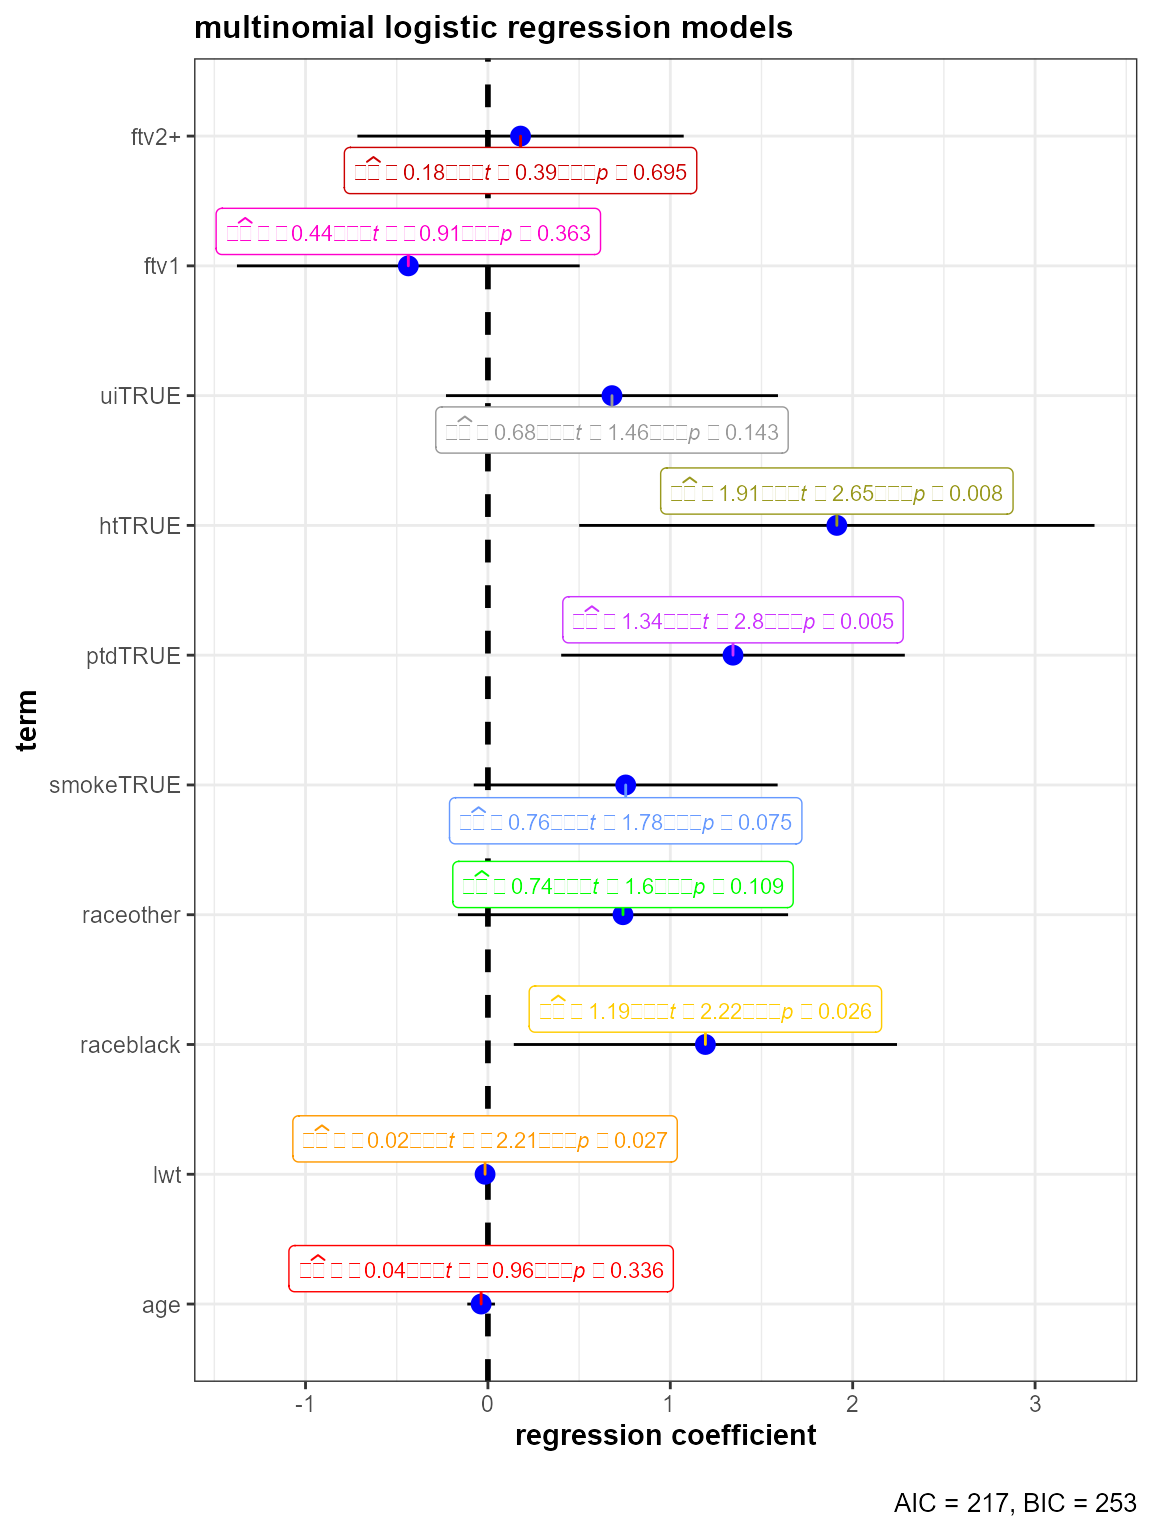 multinomial logistic regression models
ftv2+
□□̂ □ 0.18□□□t □ 0.39□□□p □ 0.695
□□̂ □ □0.44□□□t □ □0.91□□□p □ 0.363
ftv1
uiTRUE
□□̂ □ 0.68□□□t □ 1.46□□□p □ 0.143
□□̂ □ 1.91□□□t □ 2.65□□□p □ 0.008
htTRUE
□□̂ □ 1.34□□□t □ 2.8□□□p □ 0.005
ptdTRUE
term
smokeTRUE
□□̂ □ 0.76□□□t □ 1.78□□□p □ 0.075
□□̂ □ 0.74□□□t □ 1.6□□□p □ 0.109
raceother
□□̂ □ 1.19□□□t □ 2.22□□□p □ 0.026
raceblack
□□̂ □ □0.02□□□t □ □2.21□□□p □ 0.027
lwt
□□̂ □ □0.04□□□t □ □0.96□□□p □ 0.336
age
-1 0 1 2 3
regression coefficient
AIC = 217, BIC = 253